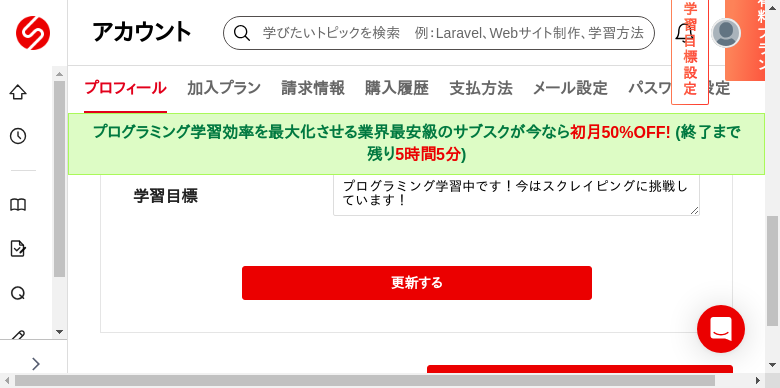 アカウント
学びたいトピックを検索　例：Laravel、Webサイト制作、学習方法
学習目標設定
有料プラン
プロフィール 加入プラン 請求情報 購入履歴 支払方法 メール設定 パスワ 設定
プログラミング学習効率を最大化させる業界最安級のサブスクが今なら初月50%OFF! (終了まで
残り5時間5分)
学習目標
プログラミング学習中です！今はスクレイピングに挑戦し
ています！
更新する